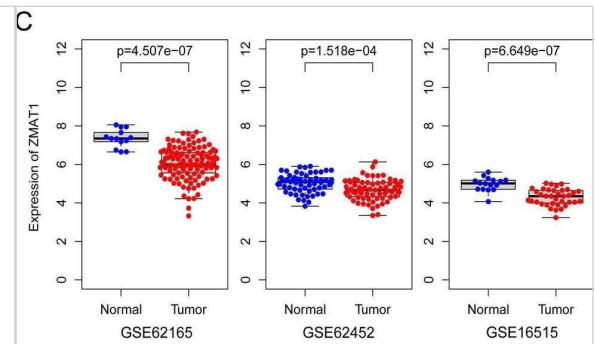 C
p=4.507e−07
p=1.518e−04
p=6.649e−07
Expression of ZMAT1
12
10
8
6
4
2
0
12
10
8
6
4
2
0
12
10
8
6
4
2
0
Normal Tumor
Normal Tumor
Normal Tumor
GSE62165
GSE62452
GSE16515